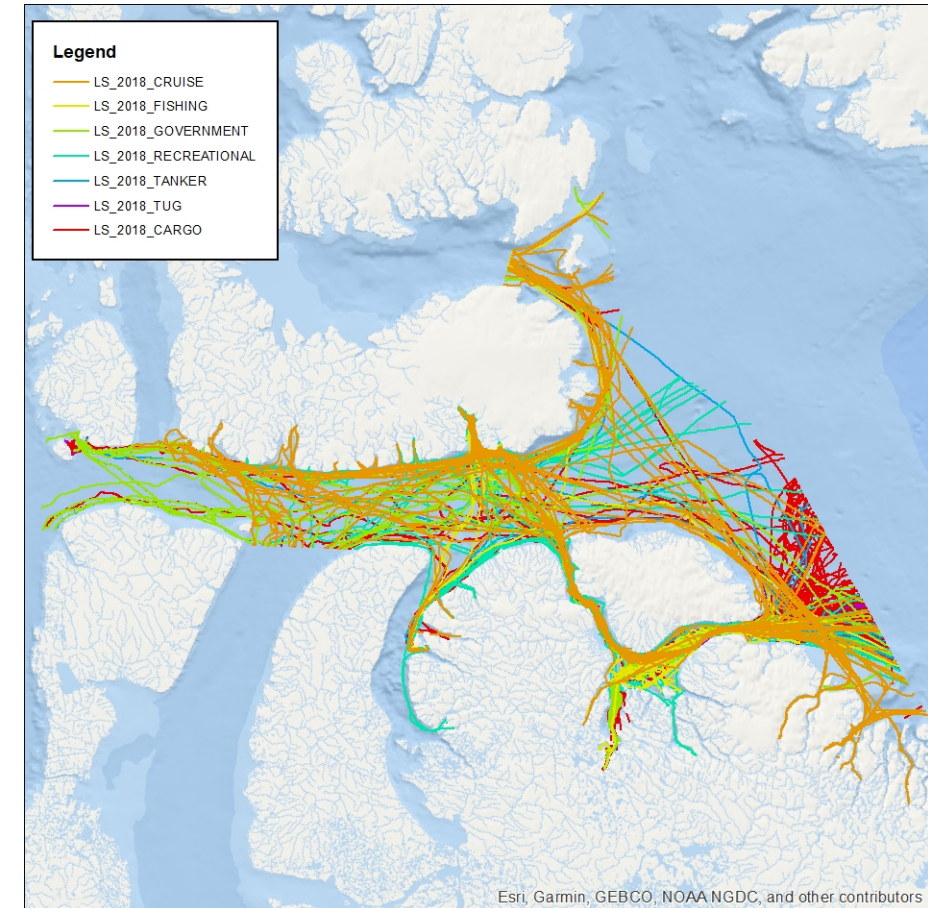 Legend
LS_2018_CRUISE
LS_2018_FISHING
LS_2018_GOVERNMENT
LS_2018_RECREATIONAL
LS_2018_TANKER
LS_2018_TUG
LS_2018_CARGO
Esri, Garmin, GEBCO, NOAA NGDC, and other contributors